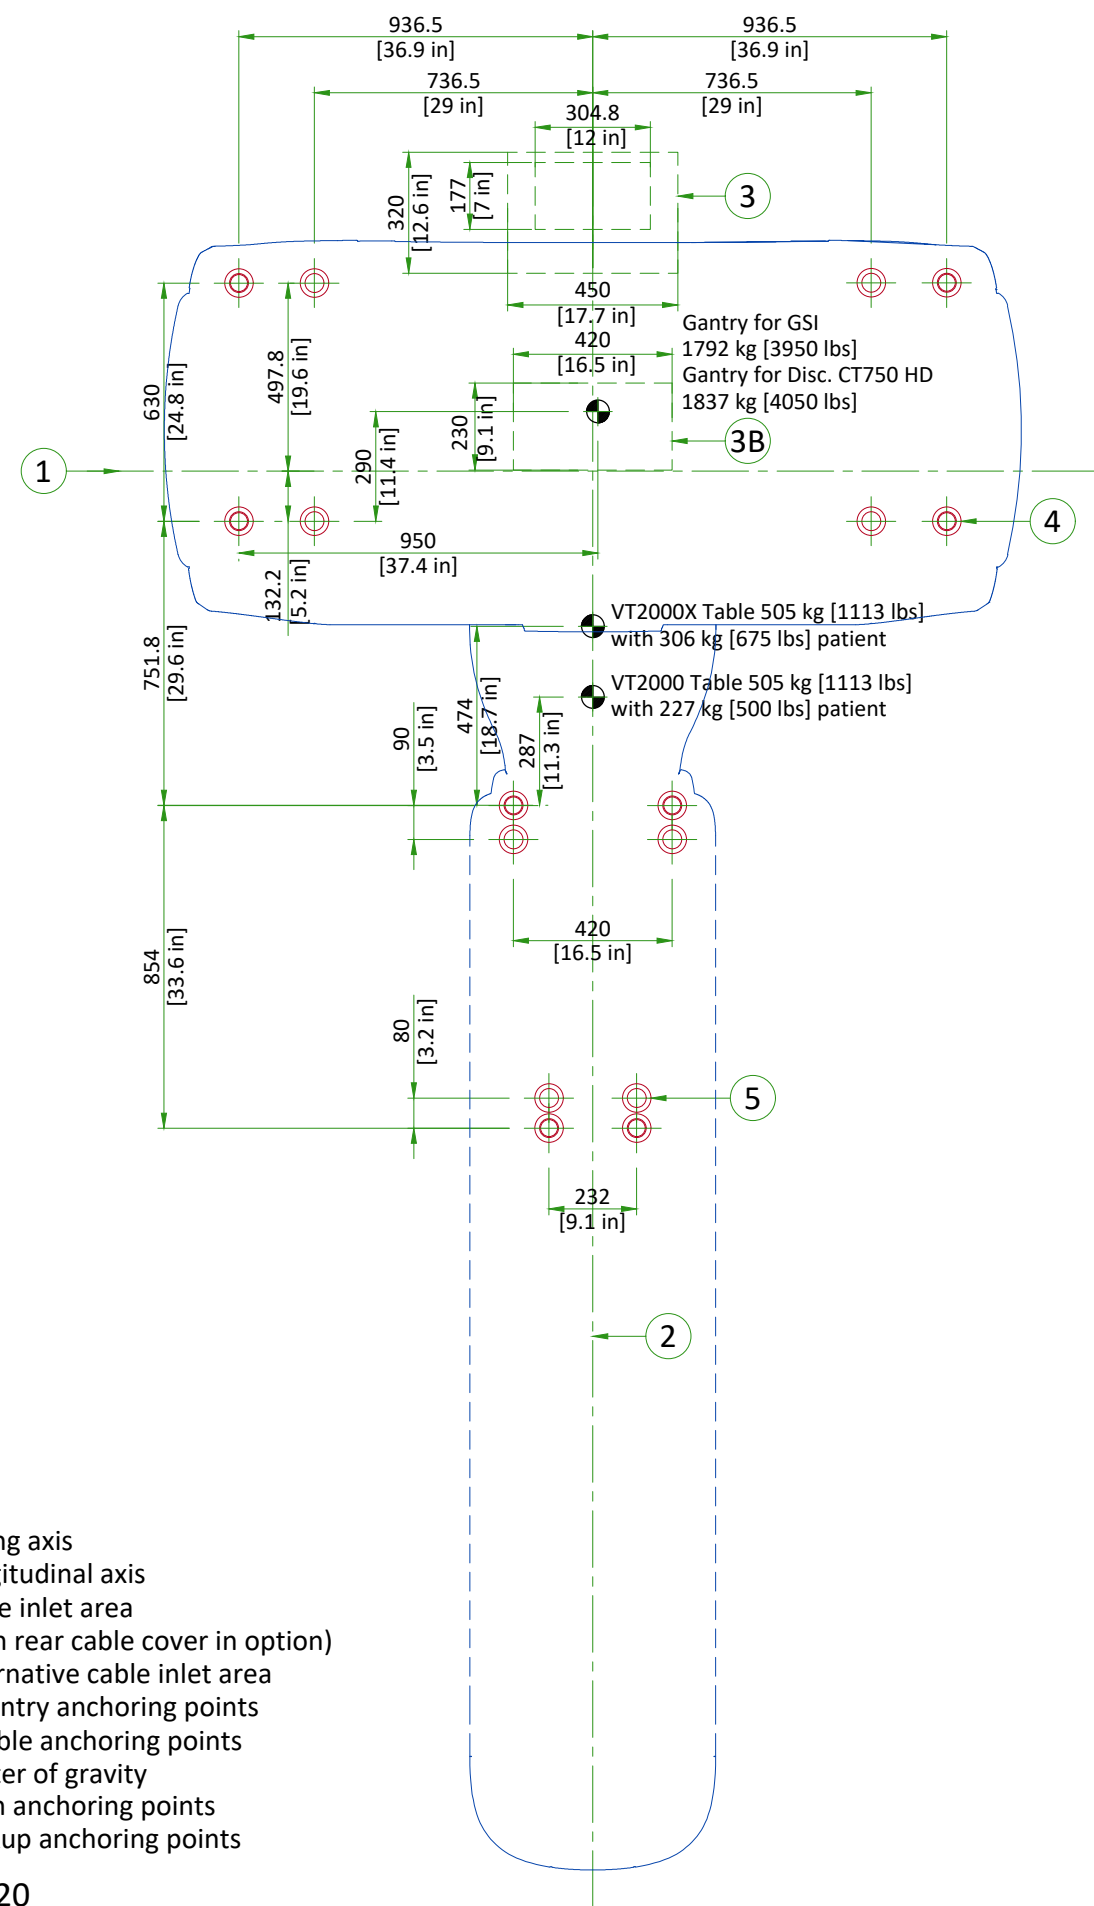 936.5
[36.9 in]
936.5
[36.9 in]
736.5
[29 in]
736.5
[29 in]
304.8
[12 in]
320
[12.6 in]
177
[7 in]
3
450
[17.7 in]
420
[16.5 in]
Gantry for GSI
1792 kg [3950 lbs]
Gantry for Disc. CT750 HD
1837 kg [4050 lbs]
630
[24.8 in]
497.8
[19.6 in]
290
[11.4 in]
230
[9.1 in]
3B
1
4
950
[37.4 in]
132.2
[5.2 in]
VT2000X Table 505 kg [1113 lbs]
with 306 kg [675 lbs] patient
751.8
[29.6 in]
VT2000 Table 505 kg [1113 lbs]
with 227 kg [500 lbs] patient
474
[18.7 in]
287
[11.3 in]
90
[3.5 in]
420
[16.5 in]
854
[33.6 in]
80
[3.2 in]
5
232
[9.1 in]
2
ng axis
gitudinal axis
e inlet area
n rear cable cover in option)
rnative cable inlet area
ntry anchoring points
ble anchoring points
ter of gravity
n anchoring points
up anchoring points
20